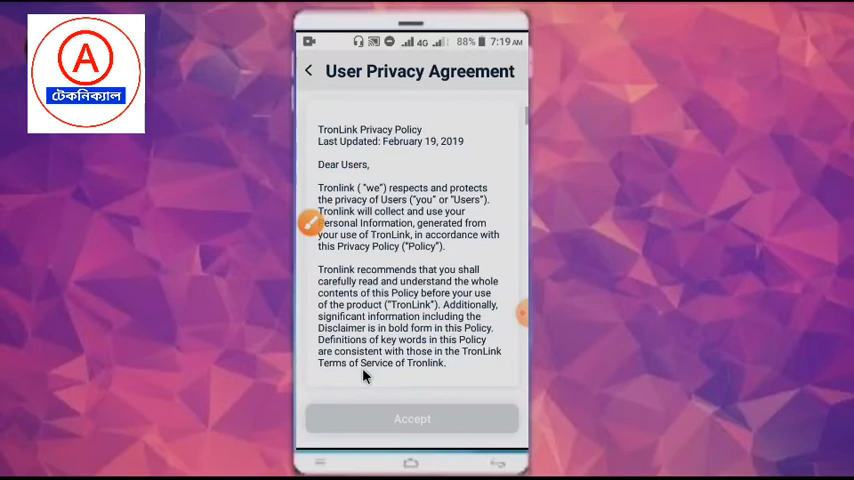 A
টেকনিক্যাল
4G 88% 7:19 AM
User Privacy Agreement
TronLink Privacy Policy
Last Updated: February 19, 2019
Dear Users,
Tronlink ( "we") respects and protects
the privacy of Users ("you" or "Users").
Tronlink will collect and use your
personal Information, generated from
your use of TronLink, in accordance with
this Privacy Policy ("Policy").
Tronlink recommends that you shall
carefully read and understand the whole
contents of this Policy before your use
of the product ("TronLink"). Additionally,
significant information including the
Disclaimer is in bold form in this Policy.
Definitions of key words in this Policy
are consistent with those in the TronLink
Terms of Service of Tronlink.
Accept